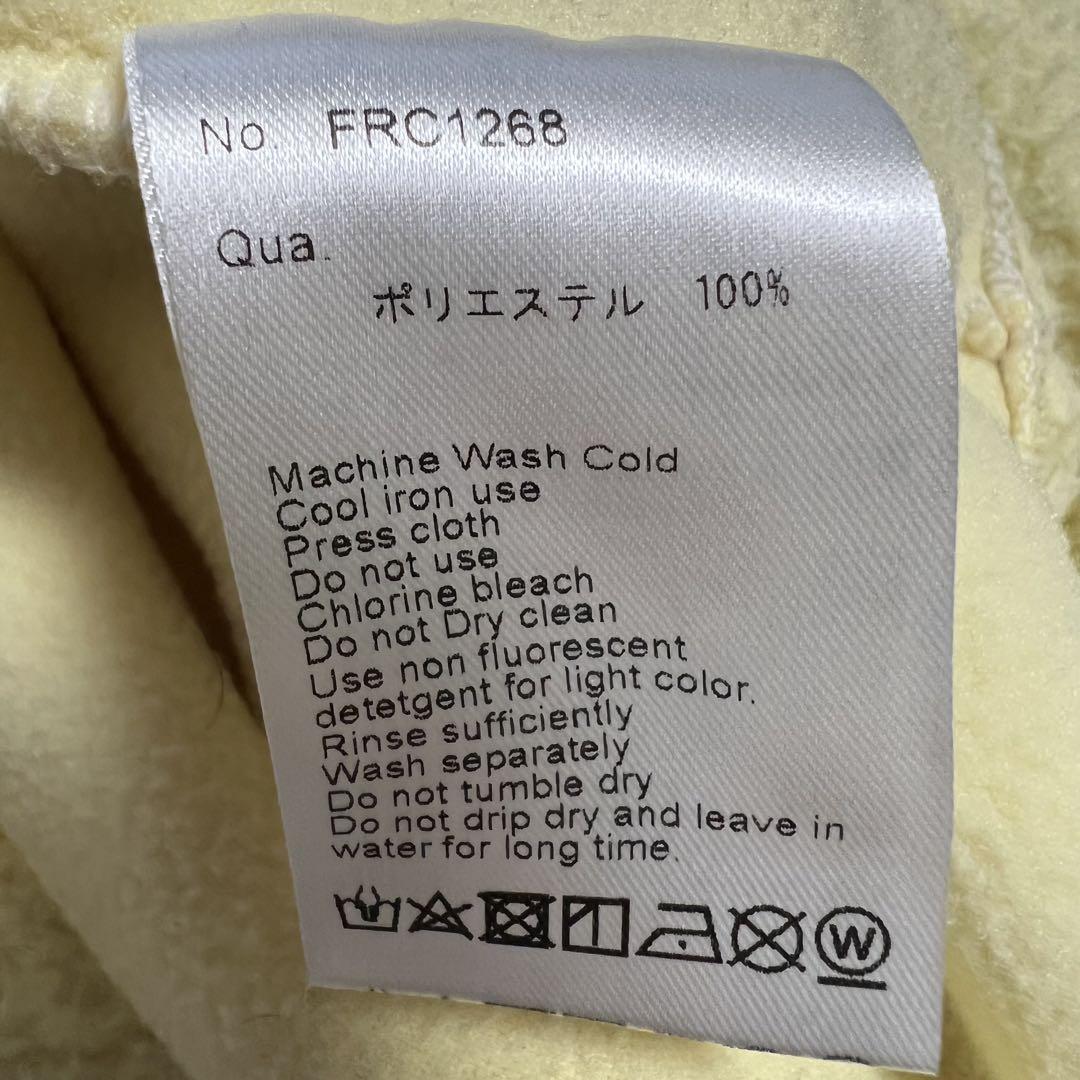 No. FRC1268
Qua.
ポリエステル 100%
Machine Wash Cold
Cool iron use
Press cloth
Do not use
Chlorine bleach
Do not Dry clean
Use non fluorescent
detetgent for light color.
Rinse sufficiently
Wash separately
Do not tumble dry
Do not drip dry and leave in
water for long time.
W